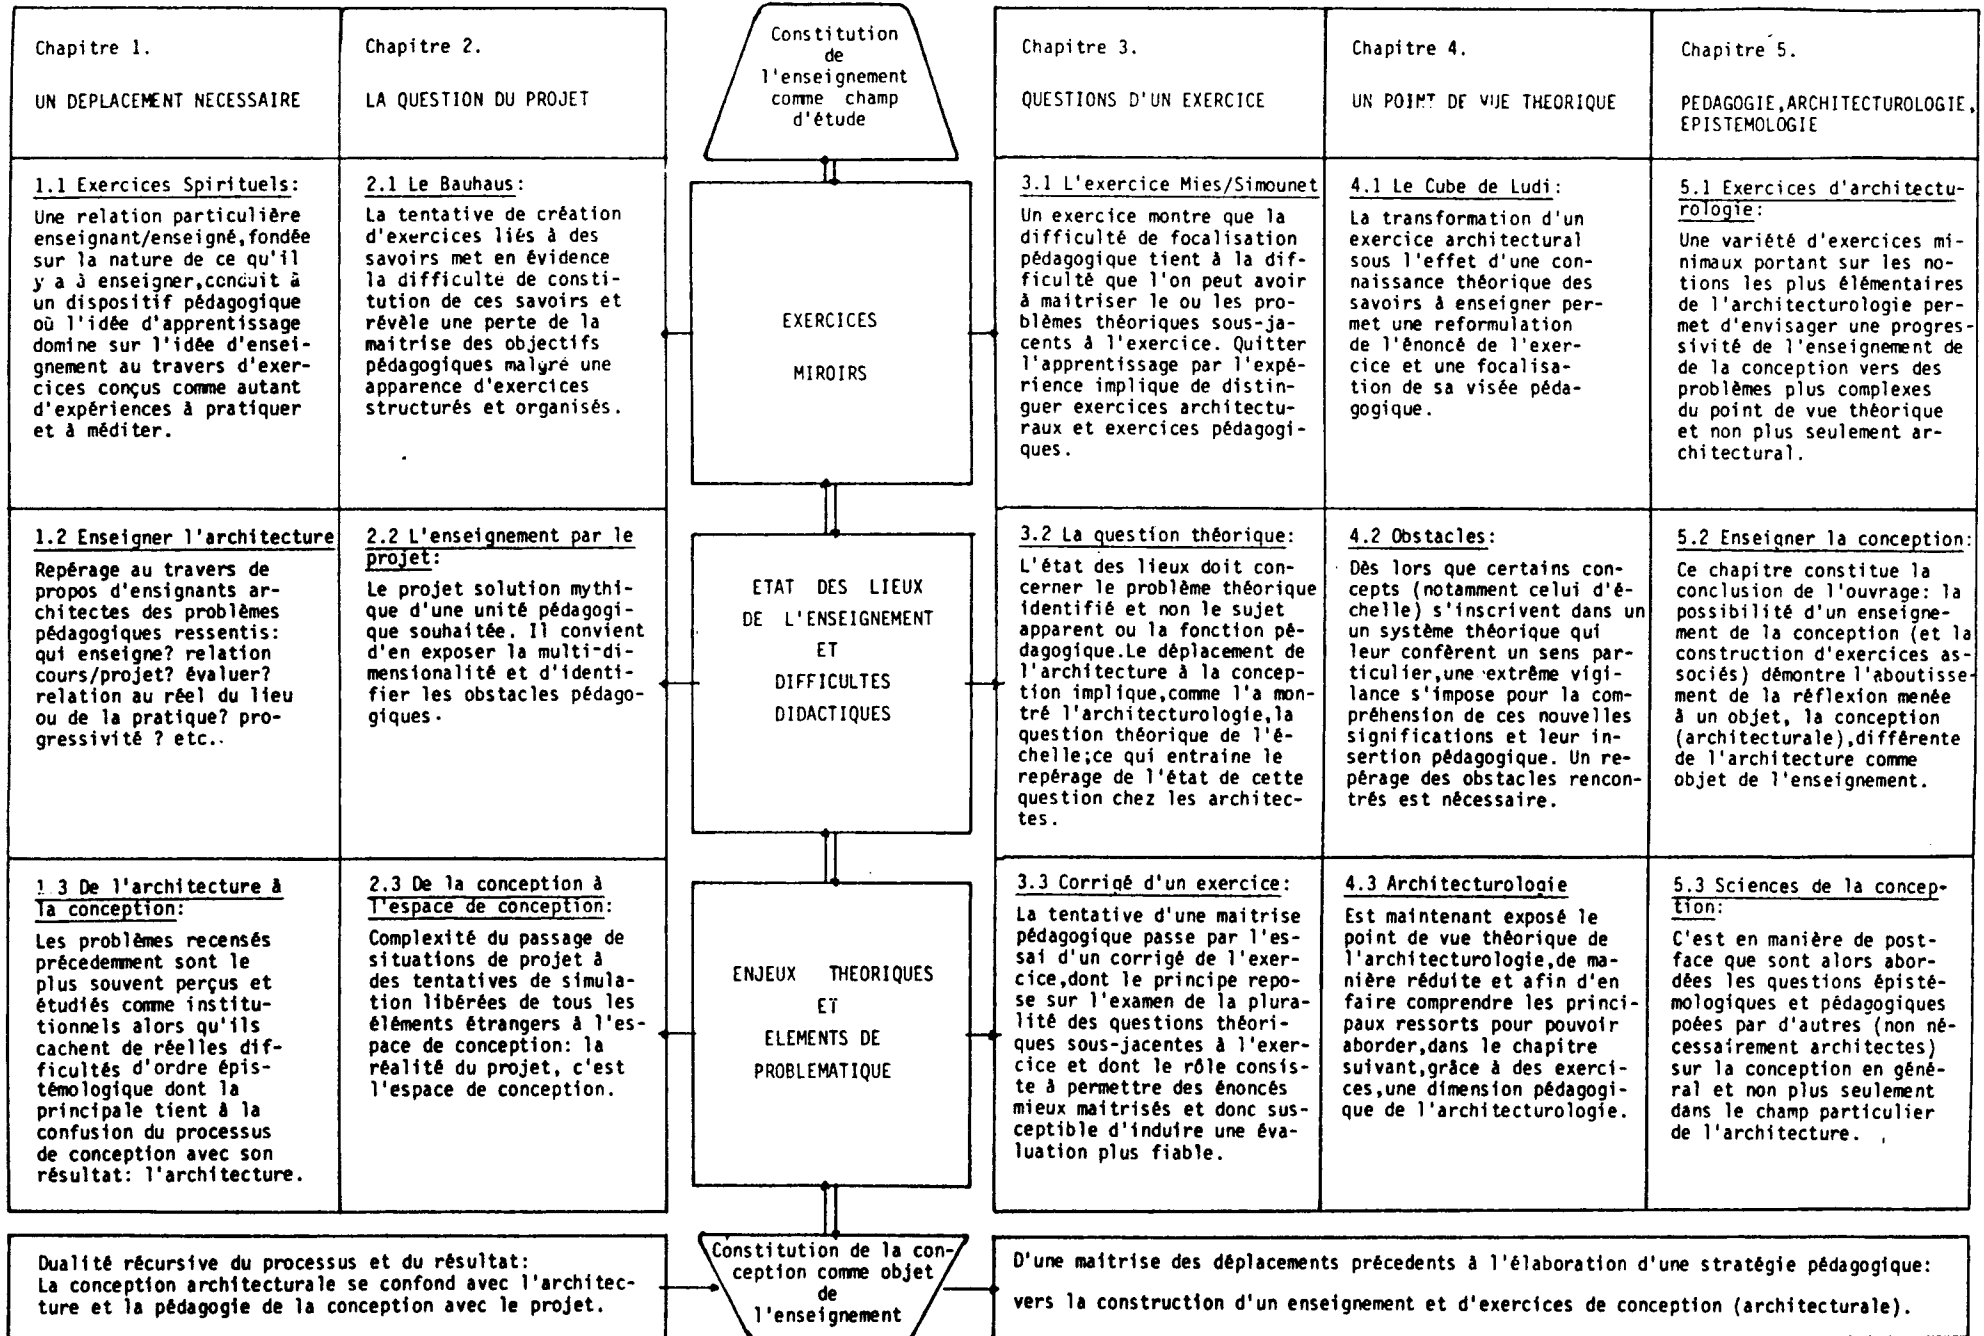 Chapitre 1.
UN DEPLACEMENT NECESSAIRE
Chapitre 2.
LA QUESTION DU PROJET
Constitution
de
l'enseignement
comme champ
d'étude
Chapitre 3.
QUESTIONS D'UN EXERCICE
Chapitre 4.
UN POINT DE VUE THEORIQUE
Chapitre 5.
PEDAGOGIE,ARCHITECTUROLOGIE,
EPISTEMOLOGIE
1.1 Exercices Spirituels:
Une relation particulière
enseignant/enseigné,fondée
sur la nature de ce qu'il
y a à enseigner,conduit à
un dispositif pédagogique
où l'idée d'apprentissage
domine sur l'idée d'ensei-
gnement au travers d'exer-
cices conçus comme autant
d'expériences à pratiquer
et à méditer.
2.1 Le Bauhaus:
La tentative de création
d'exercices liés à des
savoirs met en évidence
la difficulte de consti-
tution de ces savoirs et
révèle une perte de la
maitrise des objectifs
pédagogiques malgré une
apparence d'exercices
structurés et organisés.
EXERCICES
MIROIRS
3.1 L'exercice Mies/Simounet
Un exercice montre que la
difficulté de focalisation
pédagogique tient à la dif-
ficulté que l'on peut avoir
à maitriser le ou les pro-
blèmes théoriques sous-ja-
cents à l'exercice. Quitter
l'apprentissage par l'expé-
rience implique de distin-
guer exercices architectu-
raux et exercices pédagogi-
ques.
4.1 Le Cube de Ludi:
La transformation d'un
exercice architectural
sous l'effet d'une con-
naissance théorique des
savoirs à enseigner per-
met une reformulation
de l'énoncé de l'exer-
cice et une focalisa-
tion de sa visée péda-
gogique.
5.1 Exercices d'architectu-
rologie:
Une variété d'exercices mi-
nimaux portant sur les no-
tions les plus élémentaires
de l'architecturologie per-
met d'envisager une progres-
sivité de l'enseignement de
de la conception vers des
problèmes plus complexes
du point de vue théorique
et non plus seulement ar-
chitectural.
1.2 Enseigner l'architecture
Repérage au travers de
propos d'ensignants ar-
chitectes des problèmes
pédagogiques ressentis:
qui enseigne? relation
cours/projet? évaluer?
relation au réel du lieu
ou de la pratique? pro-
gressivité ? etc..
2.2 L'enseignement par le
projet:
Le projet solution mythi-
que d'une unité pédagogi-
que souhaitée. Il convient
d'en exposer la multi-di-
mensionalité et d'identi-
fier les obstacles pédago-
giques.
ETAT DES LIEUX
DE L'ENSEIGNEMENT
ET
DIFFICULTES
DIDACTIQUES
3.2 La question théorique:
L'état des lieux doit con-
cerner le problème théorique
identifié et non le sujet
apparent ou la fonction pé-
dagogique.Le déplacement de
l'architecture à la concep-
tion implique,comme l'a mon-
tré l'architecturologie,la
question théorique de l'é-
chelle;ce qui entraine le
repérage de l'état de cette
question chez les architec-
tes.
4.2 Obstacles:
Dès lors que certains con-
cepts (notamment celui d'é-
chelle) s'inscrivent dans un
un système théorique qui
leur confèrent un sens par-
ticulier,une extrême vigi-
lance s'impose pour la com-
préhension de ces nouvelles
significations et leur in-
sertion pédagogique. Un re-
pérage des obstacles rencon-
trés est nécessaire.
5.2 Enseigner la conception:
Ce chapitre constitue la
conclusion de l'ouvrage: la
possibilité d'un enseigne-
ment de la conception (et la
construction d'exercices as-
sociés) démontre l'aboutisse-
ment de la réflexion menée
à un objet, la conception
(architecturale),différente
de l'architecture comme
objet de l'enseignement.
1.3 De l'architecture à
la conception:
Les problèmes recensés
précedemment sont le
plus souvent perçus et
étudiés comme institu-
tionnels alors qu'ils
cachent de réelles dif-
ficultés d'ordre épis-
témologique dont la
principale tient à la
confusion du processus
de conception avec son
résultat: l'architecture.
2.3 De la conception à
l'espace de conception:
Complexité du passage de
situations de projet à
des tentatives de simula-
tion libérées de tous les
éléments étrangers à l'es-
pace de conception: la
réalité du projet, c'est
l'espace de conception.
ENJEUX THEORIQUES
ET
ELEMENTS DE
PROBLEMATIQUE
3.3 Corrigé d'un exercice:
La tentative d'une maitrise
pédagogique passe par l'es-
sai d'un corrigé de l'exer-
cice,dont le principe repo-
se sur l'examen de la plura-
lité des questions théori-
ques sous-jacentes à l'exer-
cice et dont le rôle consis-
te à permettre des énoncés
mieux maitrisés et donc sus-
ceptible d'induire une éva-
luation plus fiable.
4.3 Architecturologie
Est maintenant exposé le
point de vue théorique de
l'architecturologie,de ma-
nière réduite et afin d'en
faire comprendre les princi-
paux ressorts pour pouvoir
aborder,dans le chapitre
suivant,grâce à des exerci-
ces,une dimension pédagogi-
que de l'architecturologie.
5.3 Sciences de la concep-
tion:
C'est en manière de post-
face que sont alors abor-
dées les questions épisté-
mologiques et pédagogiques
poées par d'autres (non né-
cessairement architectes)
sur la conception en géné-
ral et non plus seulement
dans le champ particulier
de l'architecture.
Dualité récursive du processus et du résultat:
La conception architecturale se confond avec l'architec-
ture et la pédagogie de la conception avec le projet.
Constitution de la con-
ception comme objet
de
l'enseignement
D'une maitrise des déplacements précedents à l'élaboration d'une stratégie pédagogique:
vers la construction d'un enseignement et d'exercices de conception (architecturale).